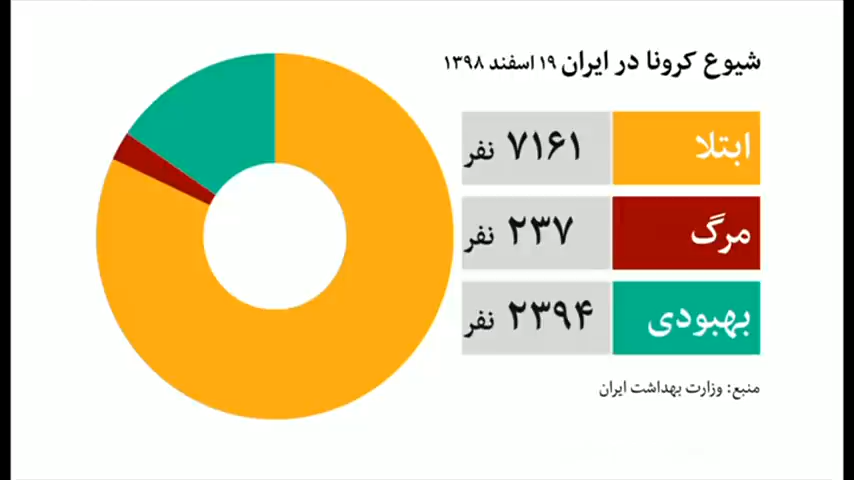 شیوع کرونا در ایران ۱۹ اسفند ۱۳۹۸
ابتلا ۷۱۶۱ نفر
مرگ ۲۳۷ نفر
بهبودی ۲۳۹۴ نفر
منبع: وزارت بهداشت ایران